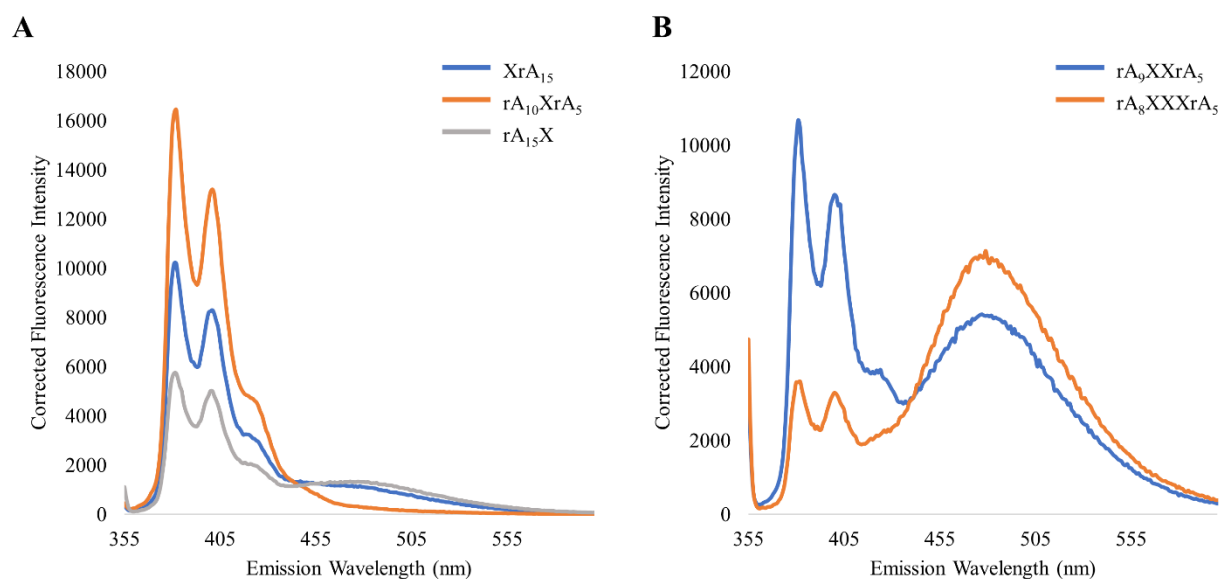 A
XrA₁₅
rA₁₀XrA₅
rA₁₅X
18000
16000
14000
12000
10000
8000
6000
4000
2000
0
Corrected Fluorescence Intensity
355 405 455 505 555
Emission Wavelength (nm)
B
rA₉XXrA₅
rA₈XXXrA₅
12000
10000
8000
6000
4000
2000
0
Corrected Fluorescence Intensity
355 405 455 505 555
Emission Wavelength (nm)